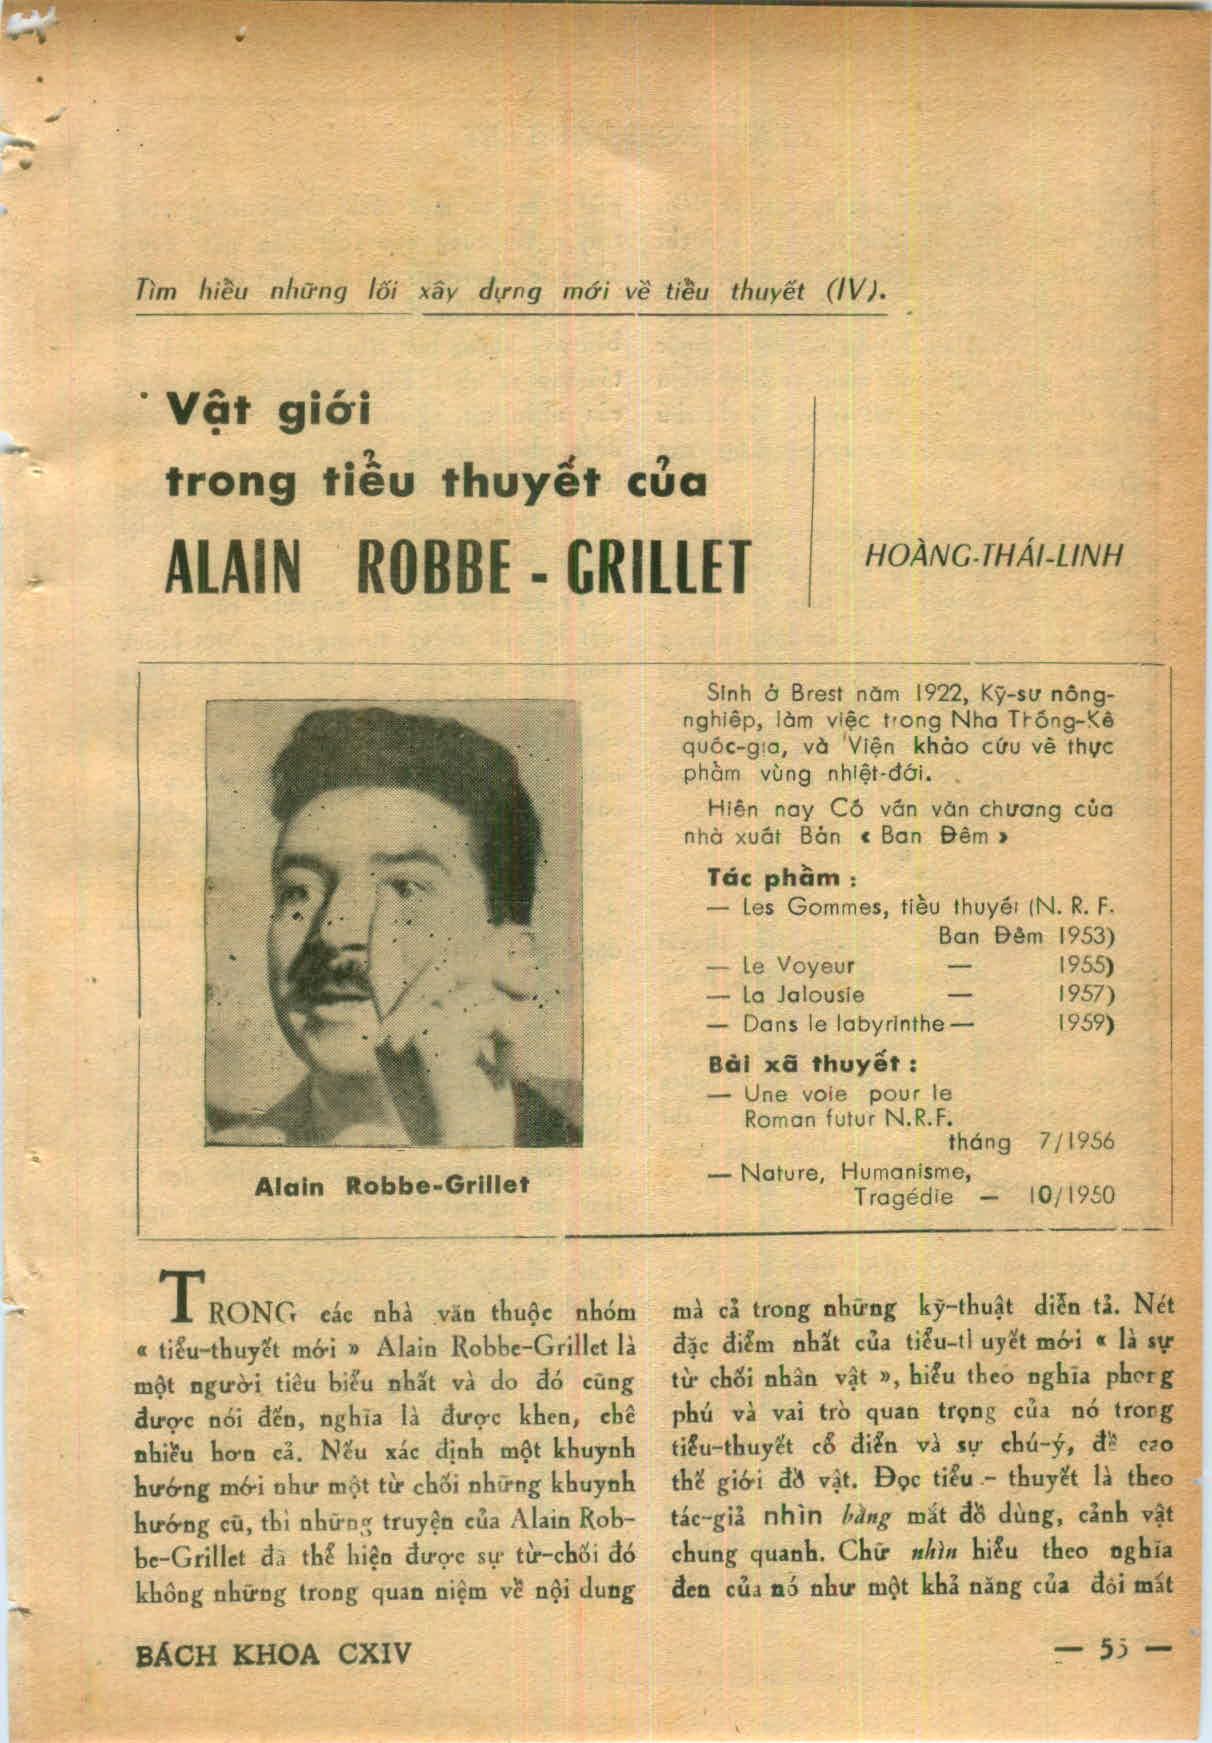 Tìm hiểu những lối xây dựng mới về tiểu thuyết (IV).
Vật giới
trong tiểu thuyết của
ALAIN ROBBE - GRILLET
HOÀNG-THÁI-LINH
Alain Robbe-Grillet
Sinh ở Brest năm 1922, Kỹ-sư nông-
nghiệp, làm việc trong Nha Thống-Kê
quốc-gia, và Viện khảo cứu về thực
phẩm vùng nhiệt-đới.
Hiện nay Cố vấn văn chương của
nhà xuất Bản « Ban Đêm »
Tác phẩm :
— Les Gommes, tiểu thuyết (N. R. F.
Ban Đêm 1953)
— Le Voyeur — 1955)
— La Jalousie — 1957)
— Dans le labyrinthe — 1959)
Bài xã thuyết :
— Une voie pour le
Roman futur N.R.F.
tháng 7/1956
— Nature, Humanisme,
Tragédie — 10/1950
TRONG các nhà văn thuộc nhóm
« tiểu-thuyết mới » Alain Robbe-Grillet là
một người tiêu biểu nhất và do đó cũng
được nói đến, nghĩa là được khen, chê
nhiều hơn cả. Nếu xác định một khuynh
hướng mới như một từ chối những khuynh
hướng cũ, thì những truyện của Alain Rob-
be-Grillet đã thể hiện được sự từ-chối đó
không những trong quan niệm về nội dung
mà cả trong những kỹ-thuật diễn tả. Nét
đặc điểm nhất của tiểu-thuyết mới « là sự
từ chối nhân vật », hiểu theo nghĩa phong
phú và vai trò quan trọng của nó trong
tiểu-thuyết cổ điển và sự chú-ý, đề cao
thế giới đồ vật. Đọc tiểu - thuyết là theo
tác-giả nhìn bằng mắt đồ dùng, cảnh vật
chung quanh. Chữ nhìn hiểu theo nghĩa
đen của nó như một khả năng của đôi mắt
BÁCH KHOA CXIV
— 55 —